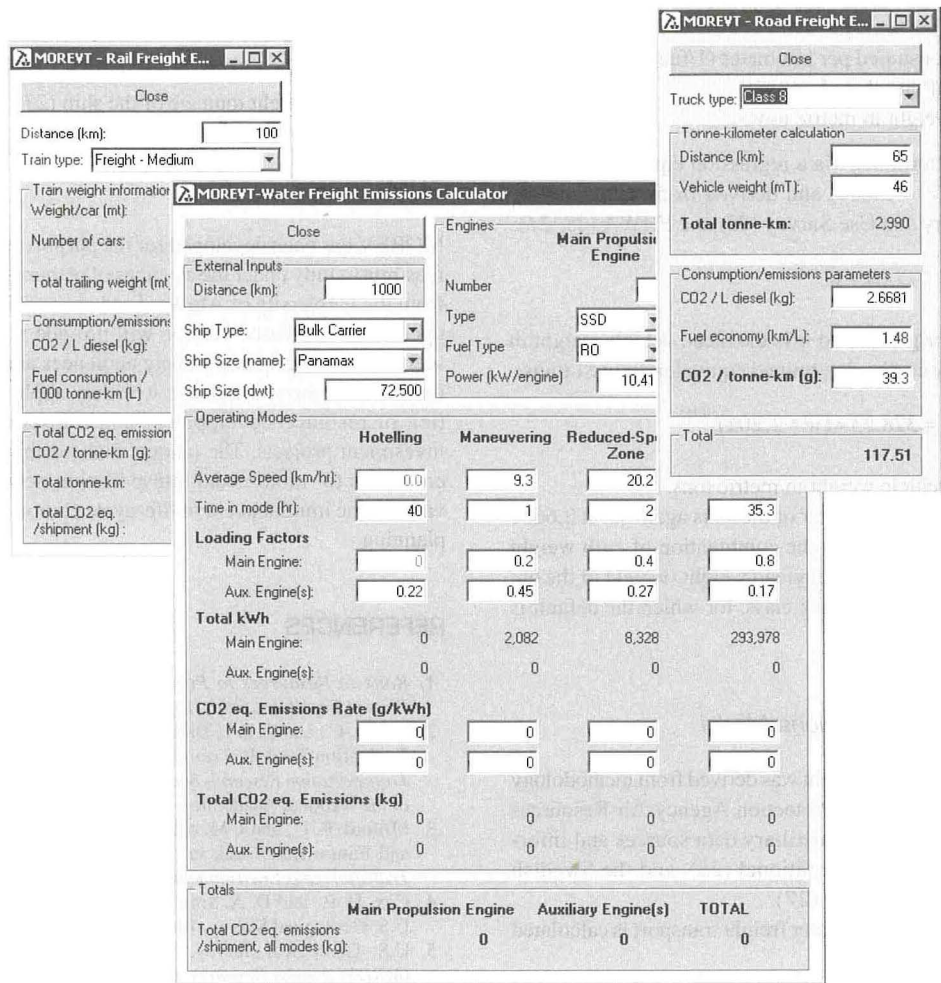 MOREVT - Rail Freight E...
Close
Distance (km): 100
Train type: Freight - Medium
Train weight information
Weight/car (mt):
Number of cars:
Total trailing weight (mt)
Consumption/emissions
CO2 / L diesel (kg):
Fuel consumption /
1000 tonne-km (L)
Total CO2 eq. emission
CO2 / tonne-km (g):
Total tonne-km:
Total CO2 eq.
/shipment (kg) :
MOREVT-Water Freight Emissions Calculator
Close
External Inputs
Distance (km): 1000
Ship Type: Bulk Carrier
Ship Size (name): Panamax
Ship Size (dwt): 72,500
Engines
Main Propulsi
Engine
Number
Type SSD
Fuel Type RO
Power (kW/engine) 10,41
Operating Modes
Hotelling Maneuvering Reduced-Sp
Zone
Average Speed (km/hr): 0.0 9.3 20.2
Time in mode (hr): 40 1 2 35.3
Loading Factors
Main Engine: 0 0.2 0.4 0.8
Aux. Engine(s): 0.22 0.45 0.27 0.17
Total kWh
Main Engine: 0 2,082 8,328 293,978
Aux. Engine(s): 0 0 0 0
CO2 eq. Emissions Rate (g/kWh)
Main Engine: 0 0 0 0
Aux. Engine(s): 0 0 0 0
Total CO2 eq. Emissions (kg)
Main Engine: 0 0 0 0
Aux. Engine(s): 0 0 0 0
Totals
Main Propulsion Engine Auxiliary Engine(s) TOTAL
Total CO2 eq. emissions
/shipment, all modes (kg): 0 0 0
MOREVT - Road Freight E...
Close
Truck type: Class 8
Tonne-kilometer calculation
Distance (km): 65
Vehicle weight (mT): 46
Total tonne-km: 2,990
Consumption/emissions parameters
CO2 / L diesel (kg): 2.6681
Fuel economy (km/L): 1.48
CO2 / tonne-km (g): 39.3
Total
117.51